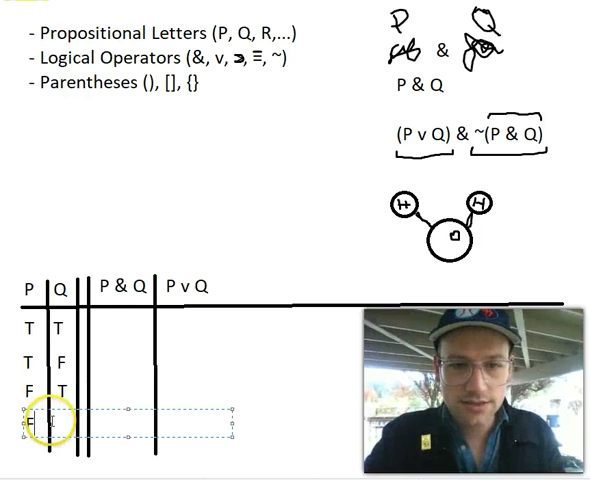 - Propositional Letters (P, Q, R,...)
- Logical Operators (&, v, ⊃, ≡, ~)
- Parentheses (), [], {}
P Q
&
P & Q
(P v Q) & ~(P & Q)
H H
O
P Q P & Q P v Q
T T
T F
F T
F